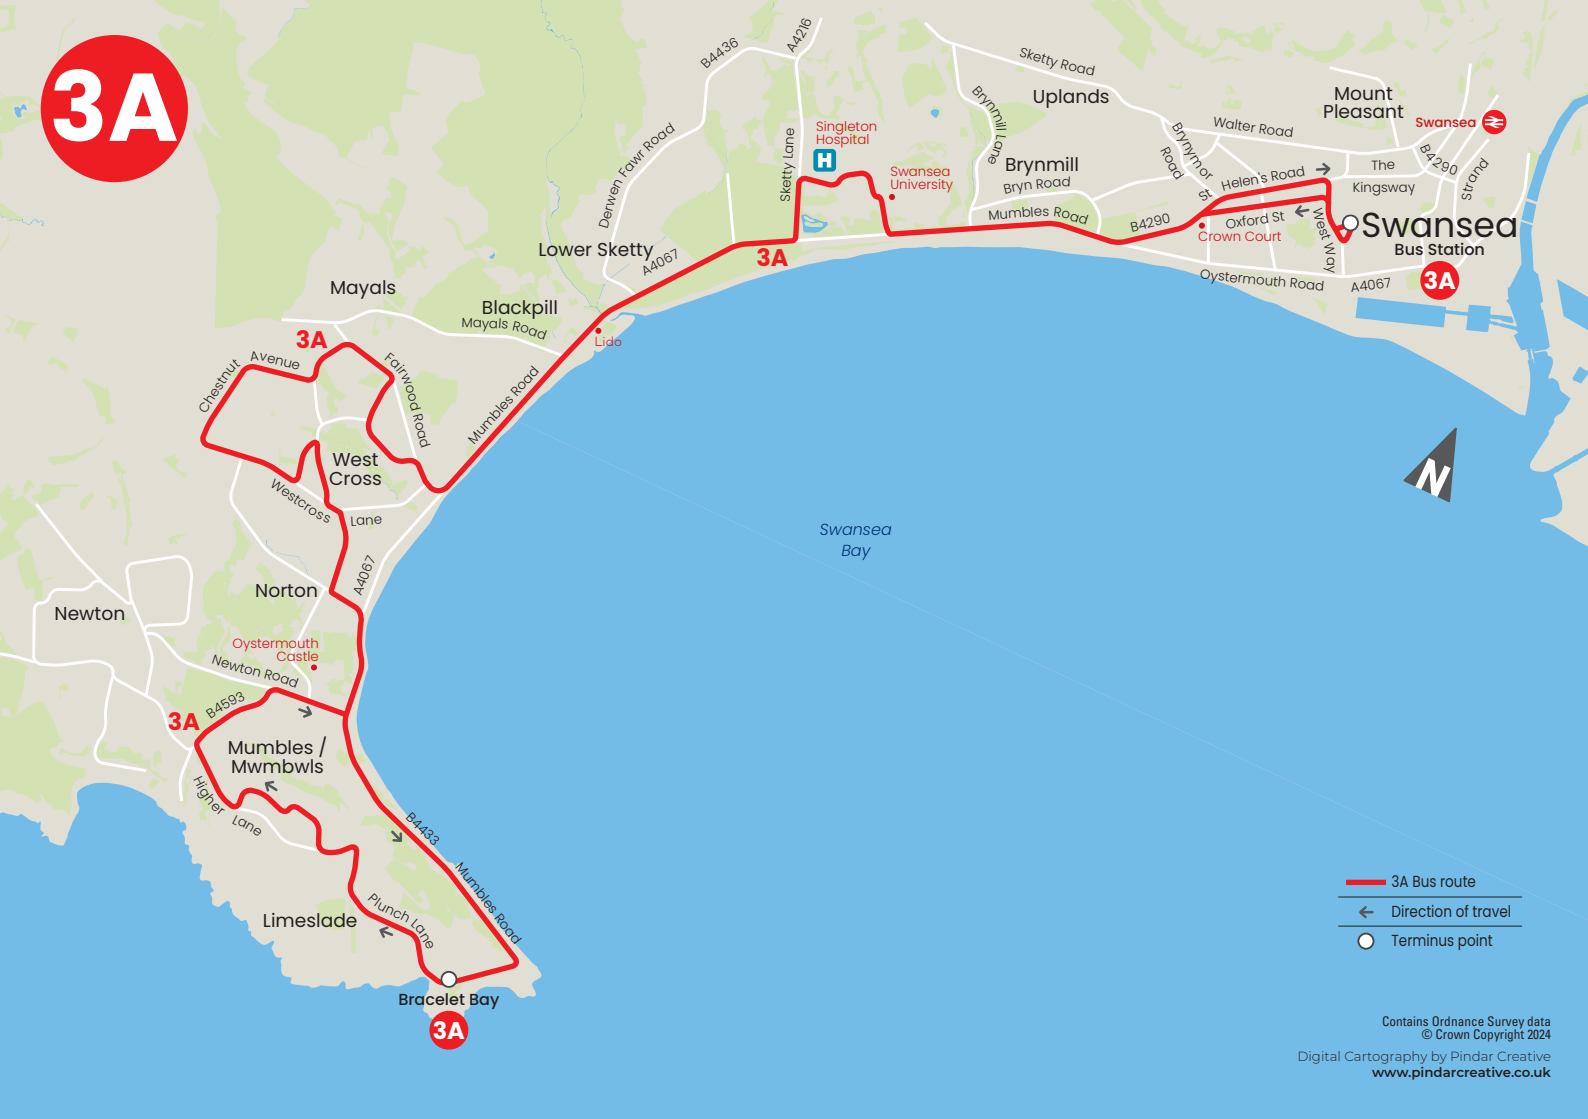 3A
B4436
A4216
Sketty Road
Uplands
Mount
Pleasant
Swansea
Brynmill Lane
Walter Road
Brynymor
Road
B4290
Strand
The
Kingsway
Singleton
Hospital
H
Swansea
University
Sketty Lane
Derwen Fawr Road
Brynmill
Bryn Road
Mumbles Road
B4290
St Helen's Road
Oxford St
West Way
Crown Court
Swansea
Bus Station
3A
Oystermouth Road
A4067
Lower Sketty
A4067
3A
Mayals
Blackpill
Mayals Road
Lido
3A
Chestnut Avenue
Fairwood Road
Mumbles Road
West
Cross
Westcross Lane
N
Swansea
Bay
A4067
Norton
Newton
Oystermouth
Castle
Newton Road
B4593
3A
Mumbles /
Mwmbwls
Higher Lane
B4433
Mumbles Road
Plunch Lane
Limeslade
Bracelet Bay
3A
3A Bus route
Direction of travel
Terminus point
Contains Ordnance Survey data
© Crown Copyright 2024
Digital Cartography by Pindar Creative
www.pindarcreative.co.uk